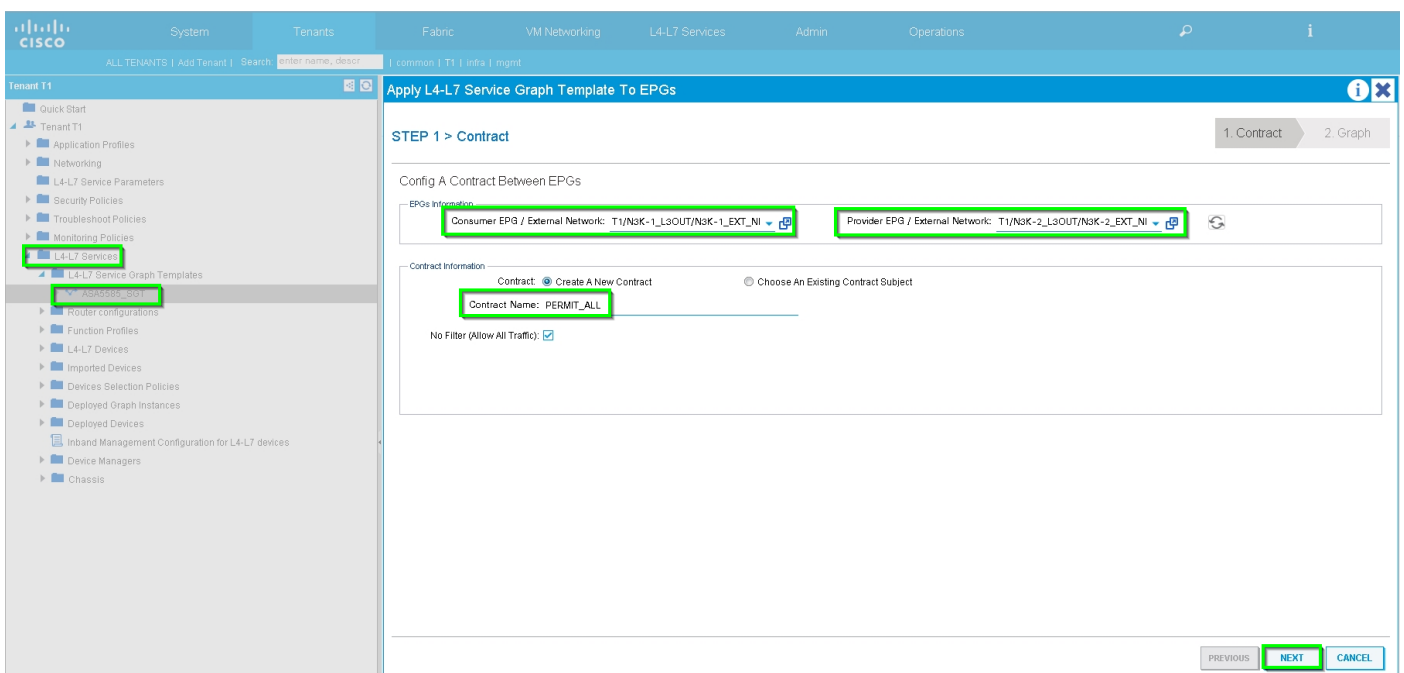 CISCO
System Tenants Fabric VM Networking L4-L7 Services Admin Operations
ALL TENANTS | Add Tenant | Search: enter name, descr | common | T1 | infra | mgmt
Tenant T1
Quick Start
Tenant T1
Application Profiles
Networking
L4-L7 Service Parameters
Security Policies
Troubleshoot Policies
Monitoring Policies
L4-L7 Services
L4-L7 Service Graph Templates
ASA5585_SGT
Router configurations
Function Profiles
L4-L7 Devices
Imported Devices
Devices Selection Policies
Deployed Graph Instances
Deployed Devices
Inband Management Configuration for L4-L7 devices
Device Managers
Chassis
Apply L4-L7 Service Graph Template To EPGs
STEP 1 > Contract
1. Contract 2. Graph
Config A Contract Between EPGs
EPGs Information
Consumer EPG / External Network: T1/N3K-1_L3OUT/N3K-1_EXT_NI Provider EPG / External Network: T1/N3K-2_L3OUT/N3K-2_EXT_NI
Contract Information
Contract: Create A New Contract Choose An Existing Contract Subject
Contract Name: PERMIT_ALL
No Filter (Allow All Traffic):
PREVIOUS NEXT CANCEL